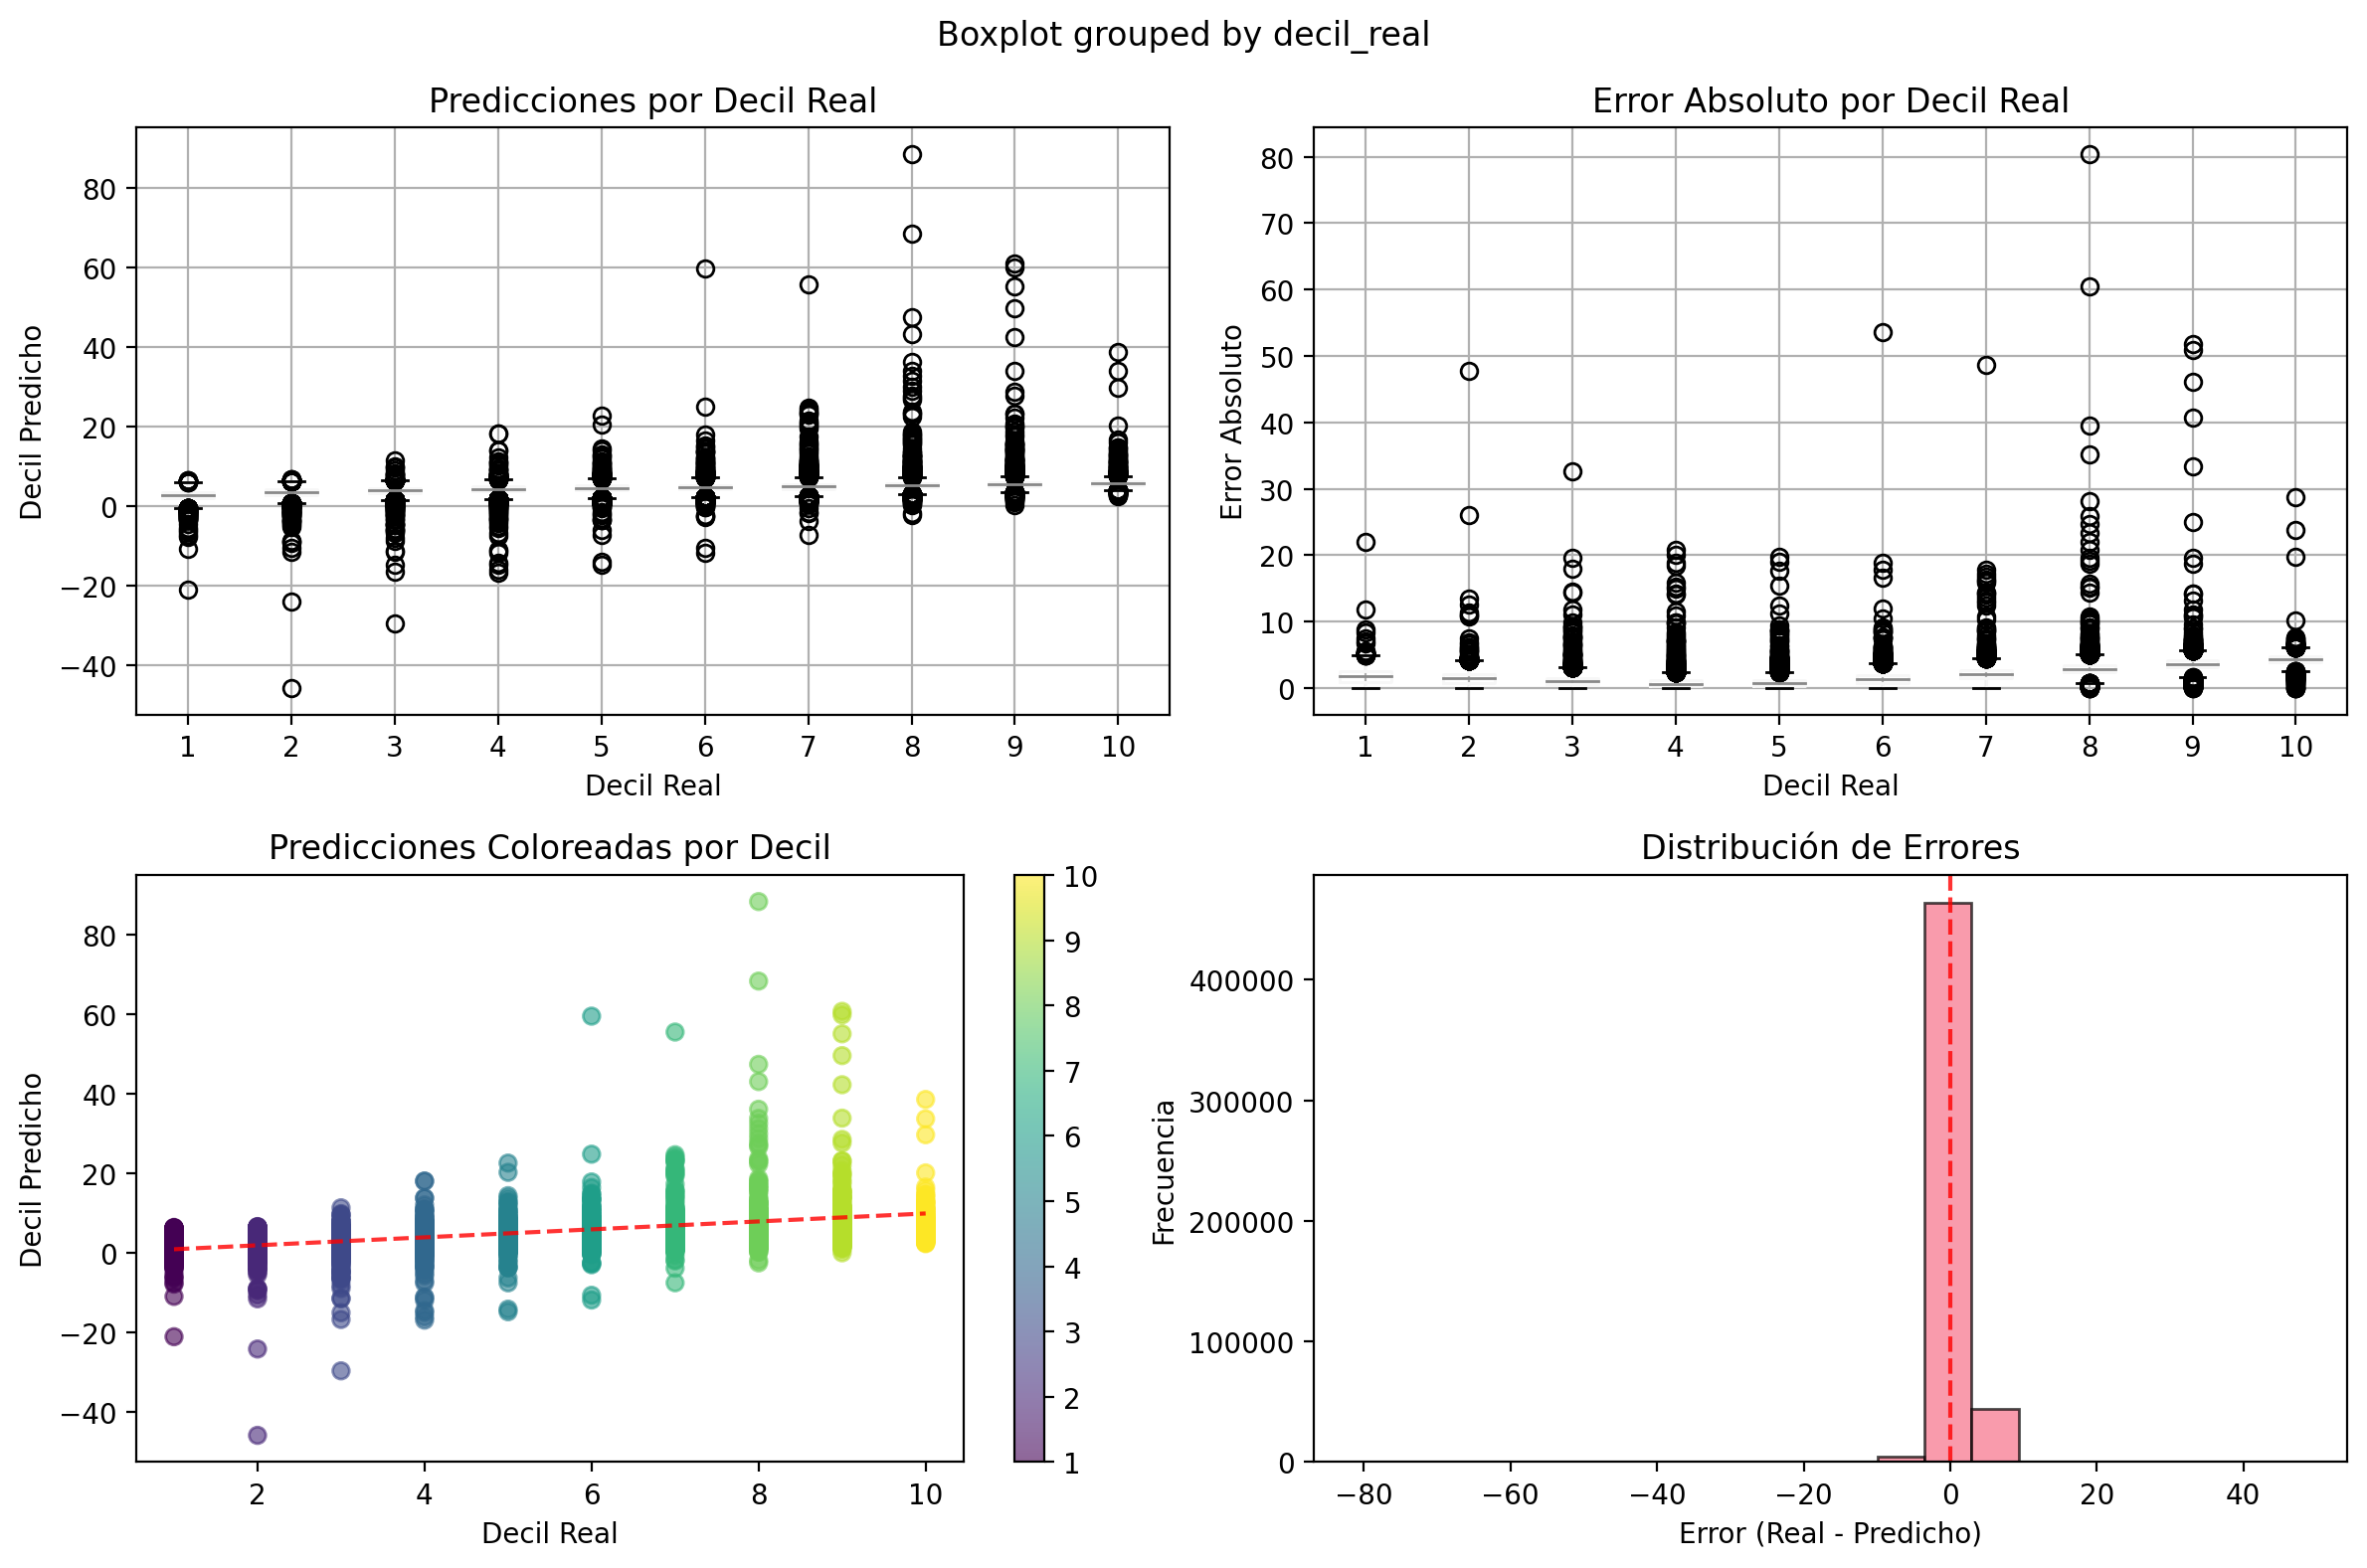 Boxplot grouped by decil_real
Predicciones por Decil Real
Decil Predicho
80
60
40
20
0
−20
−40
1 2 3 4 5 6 7 8 9 10
Decil Real
Error Absoluto por Decil Real
Error Absoluto
80
70
60
50
40
30
20
10
0
1 2 3 4 5 6 7 8 9 10
Decil Real
Predicciones Coloreadas por Decil
Decil Predicho
80
60
40
20
0
−20
−40
2 4 6 8 10
Decil Real
10
9
8
7
6
5
4
3
2
1
Distribución de Errores
Frecuencia
400000
300000
200000
100000
0
−80 −60 −40 −20 0 20 40
Error (Real - Predicho)